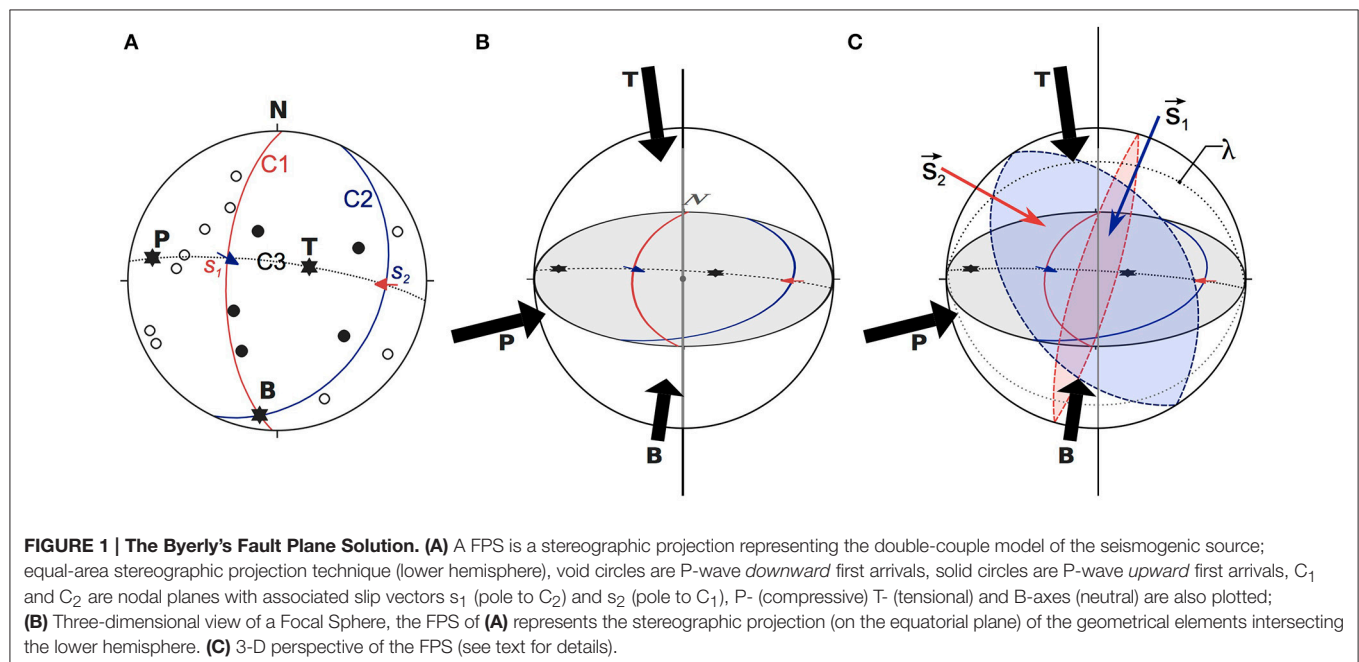 A
B
C
N
C1
C2
P
C3
T
S1
S2
B
T
N
P
B
T
S1
λ
S2
P
B
FIGURE 1 | The Byerly's Fault Plane Solution. (A) A FPS is a stereographic projection representing the double-couple model of the seismogenic source;
equal-area stereographic projection technique (lower hemisphere), void circles are P-wave downward first arrivals, solid circles are P-wave upward first arrivals, C1
and C2 are nodal planes with associated slip vectors s1 (pole to C2) and s2 (pole to C1), P- (compressive) T- (tensional) and B-axes (neutral) are also plotted;
(B) Three-dimensional view of a Focal Sphere, the FPS of (A) represents the stereographic projection (on the equatorial plane) of the geometrical elements intersecting
the lower hemisphere. (C) 3-D perspective of the FPS (see text for details).